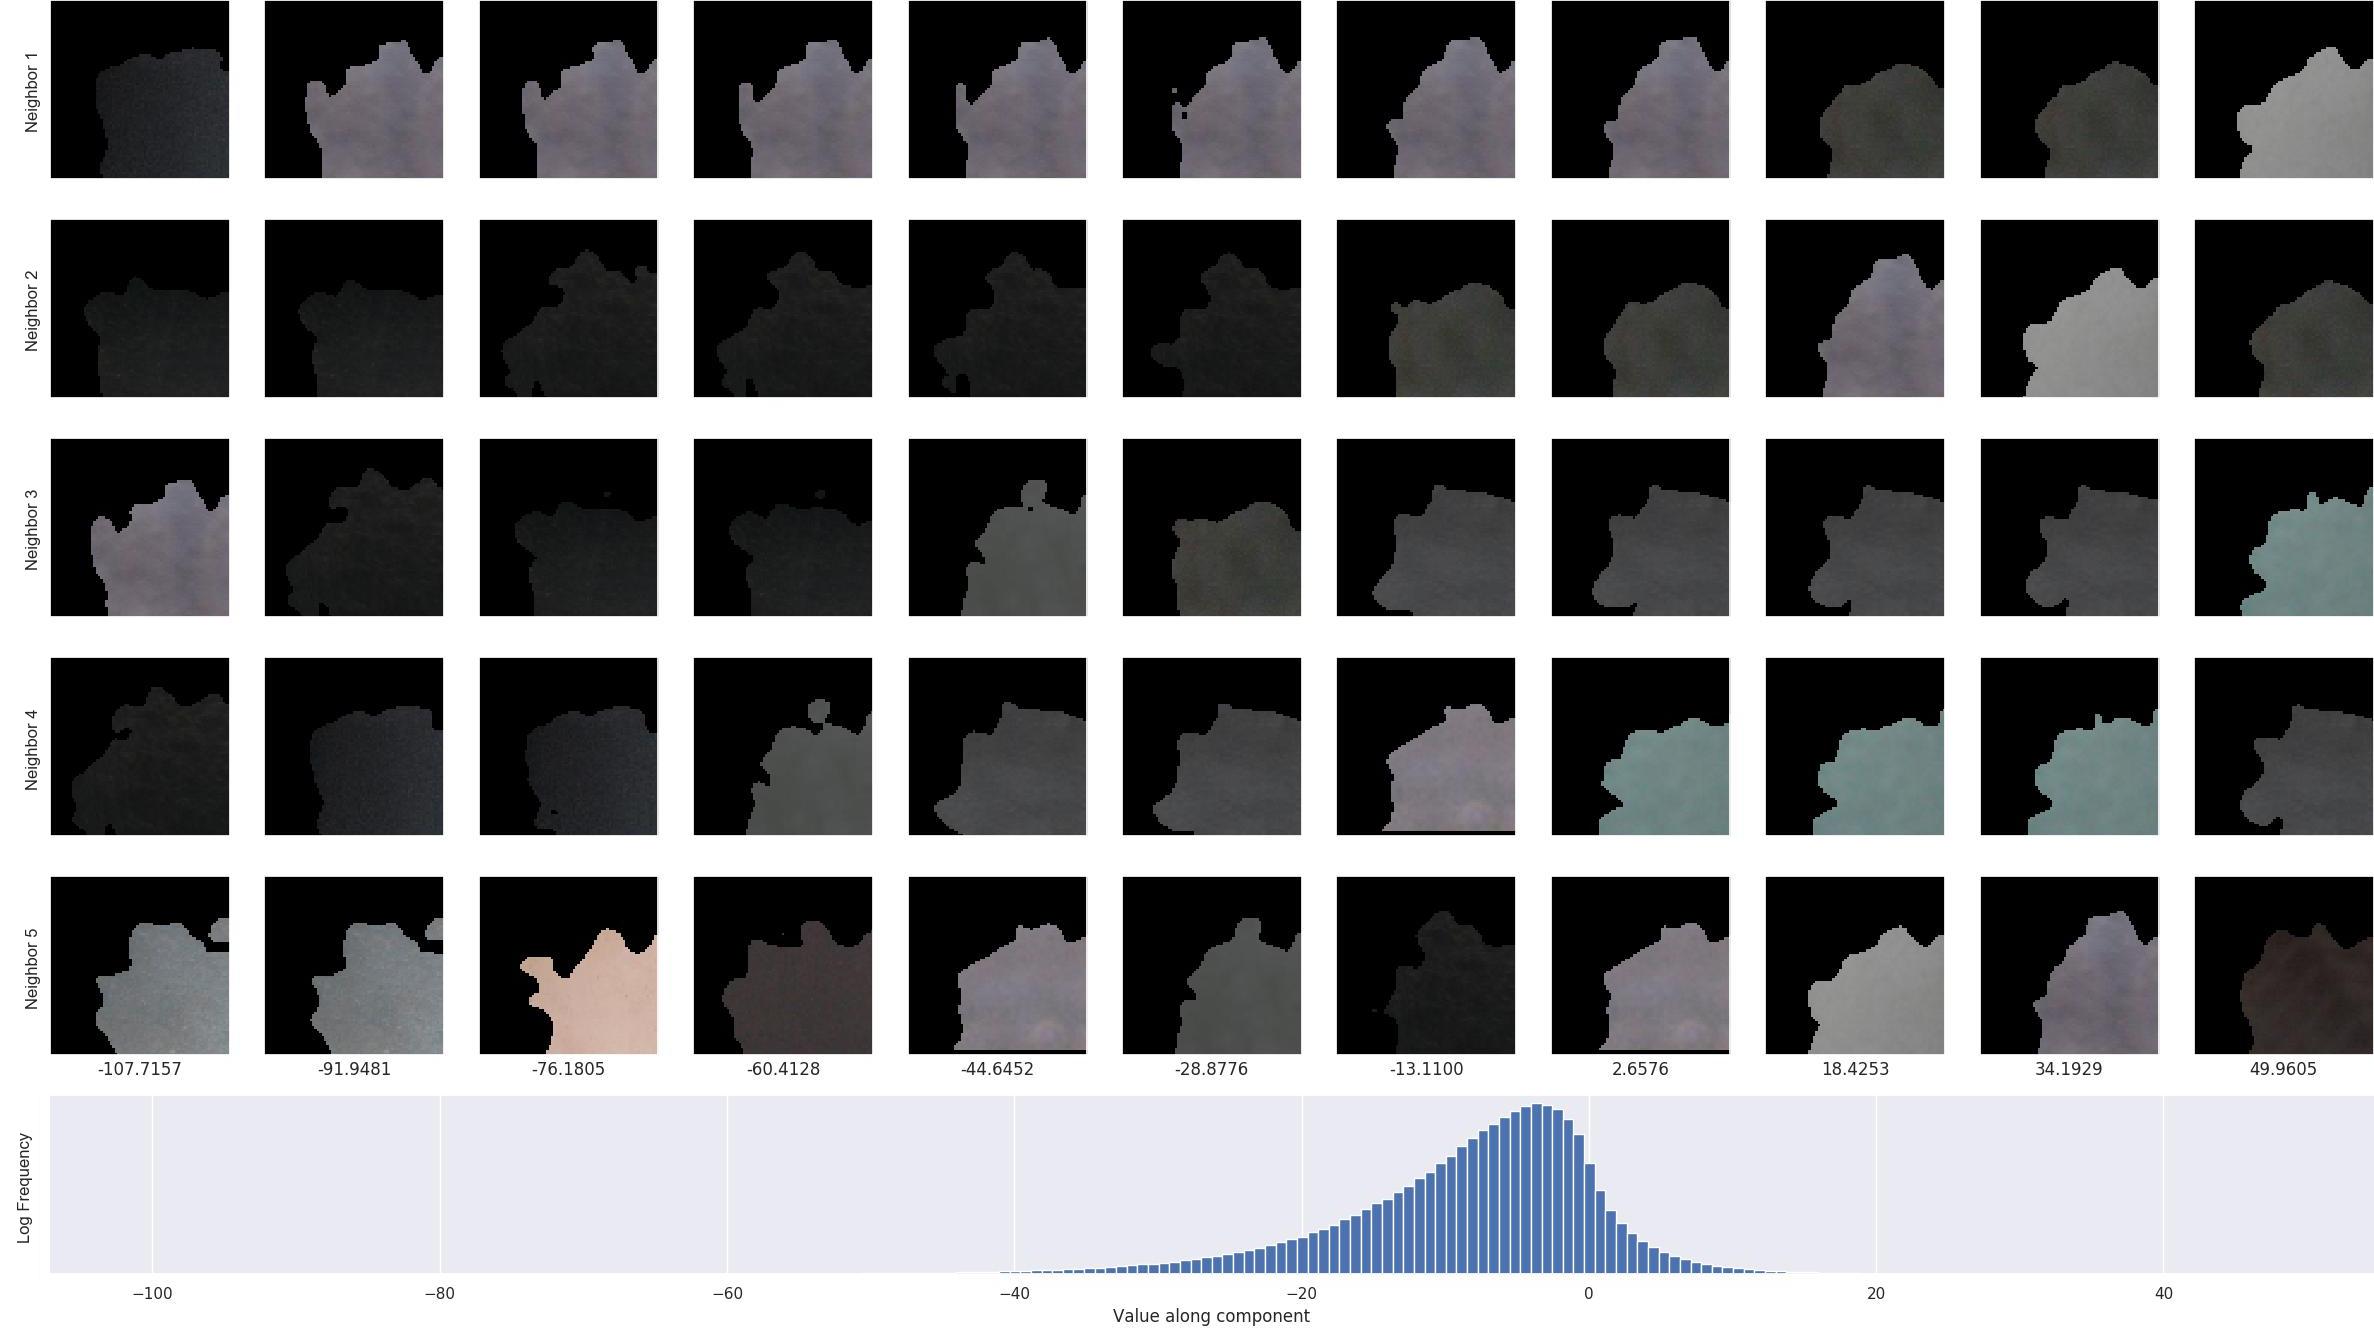 Neighbor 1
Neighbor 2
Neighbor 3
Neighbor 4
Neighbor 5
-107.7157 -91.9481 -76.1805 -60.4128 -44.6452 -28.8776 -13.1100 2.6576 18.4253 34.1929 49.9605
Log Frequency
−100 −80 −60 −40 −20 0 20 40
Value along component